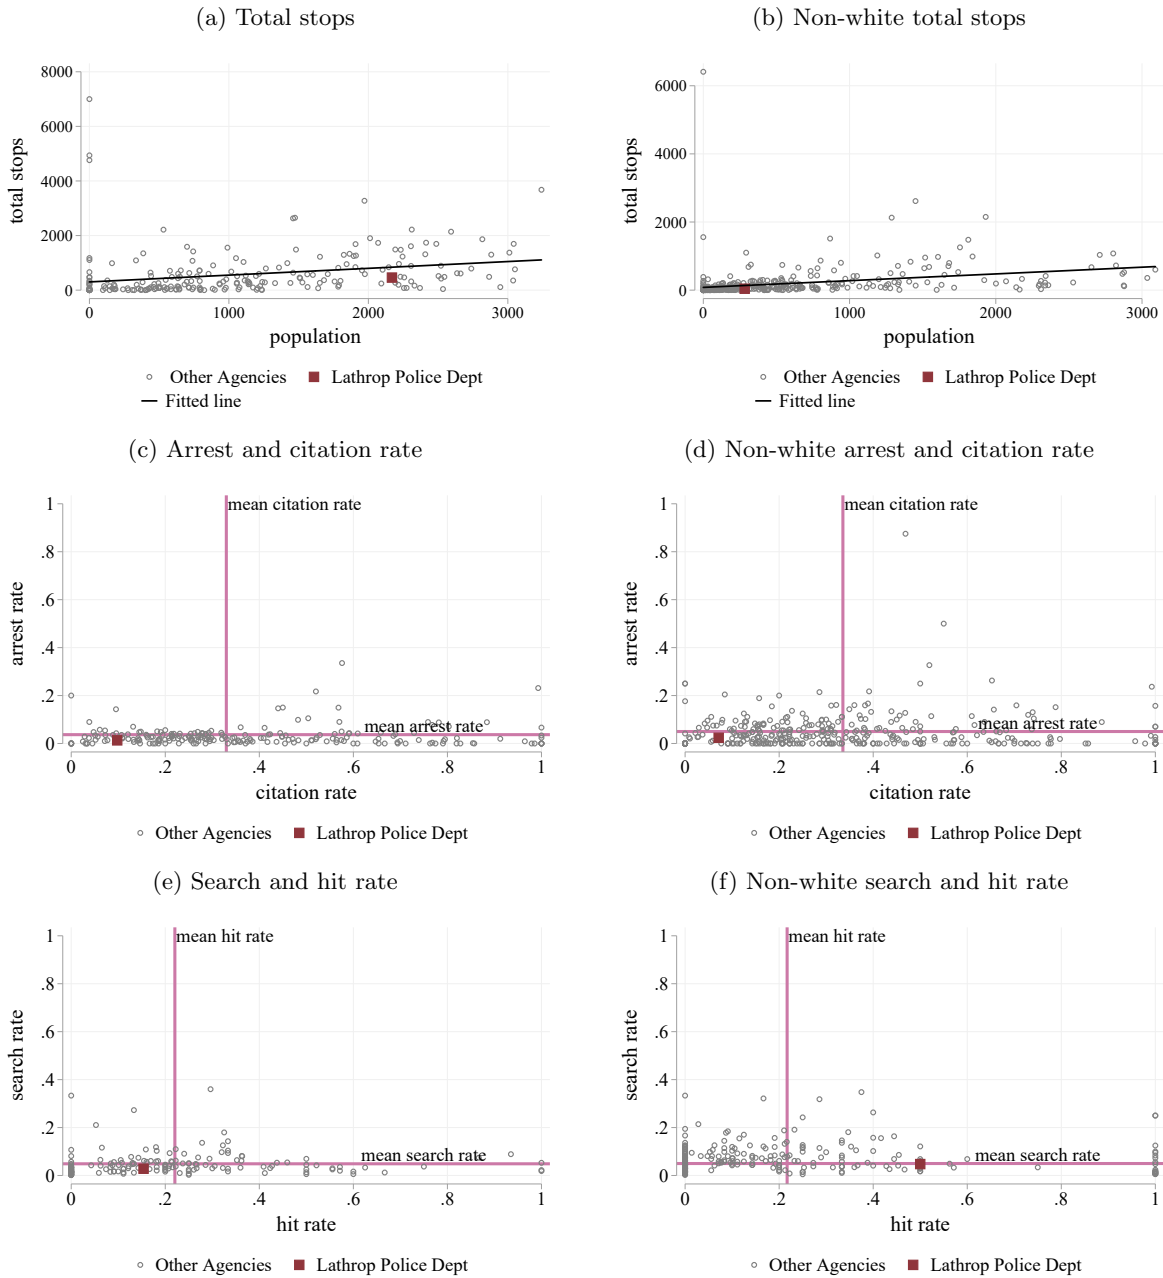 (a) Total stops
(b) Non-white total stops
total stops
8000
6000
4000
2000
0
0 1000 2000 3000
population
Other Agencies Lathrop Police Dept
Fitted line
total stops
6000
4000
2000
0
0 1000 2000 3000
population
Other Agencies Lathrop Police Dept
Fitted line
(c) Arrest and citation rate
(d) Non-white arrest and citation rate
arrest rate
1
.8
.6
.4
.2
0
mean citation rate
mean arrest rate
0 .2 .4 .6 .8 1
citation rate
Other Agencies Lathrop Police Dept
arrest rate
1
.8
.6
.4
.2
0
mean citation rate
mean arrest rate
0 .2 .4 .6 .8 1
citation rate
Other Agencies Lathrop Police Dept
(e) Search and hit rate
(f) Non-white search and hit rate
search rate
1
.8
.6
.4
.2
0
mean hit rate
mean search rate
0 .2 .4 .6 .8 1
hit rate
Other Agencies Lathrop Police Dept
search rate
1
.8
.6
.4
.2
0
mean hit rate
mean search rate
0 .2 .4 .6 .8 1
hit rate
Other Agencies Lathrop Police Dept